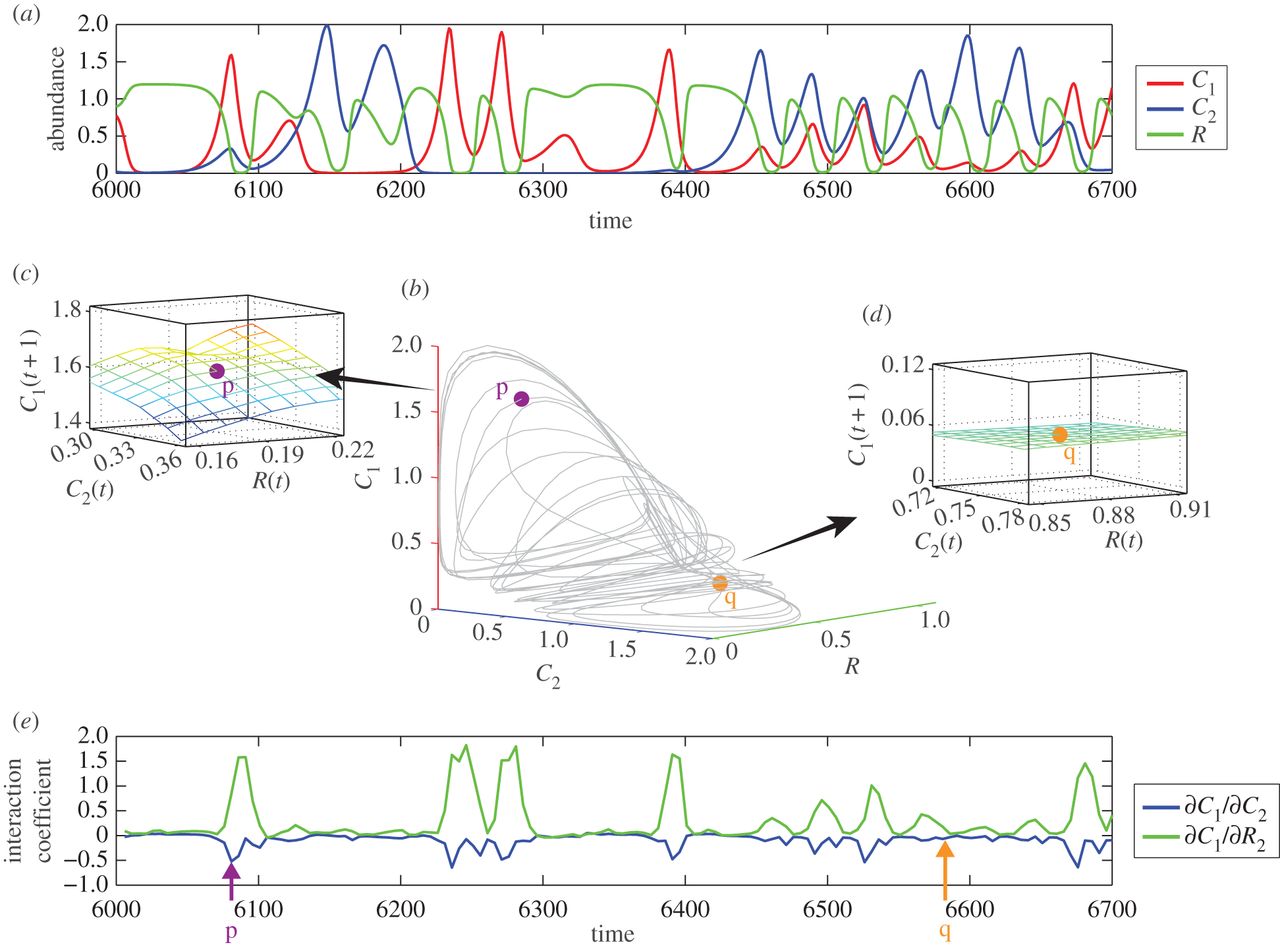 (a)
abundance
2.0
1.5
1.0
0.5
0
6000 6100 6200 6300 6400 6500 6600 6700
time
C1
C2
R
(c)
C1(t + 1)
1.8
1.6
1.4
p
0.30 0.33 0.36 0.16 0.19 0.22
C2(t) R(t)
(b)
C1
2.0
1.5
1.0
0.5
0
p
q
0 0.5 1.0 1.5 2.0
C2
0 0.5 1.0
R
(d)
C1(t + 1)
0.12
0.06
0
q
0.72 0.75 0.78 0.85 0.88 0.91
C2(t) R(t)
(e)
interaction
coefficient
2.0
1.5
1.0
0.5
0
−0.5
−1.0
6000 6100 6200 6300 6400 6500 6600 6700
p time q
∂C1/∂C2
∂C1/∂R2